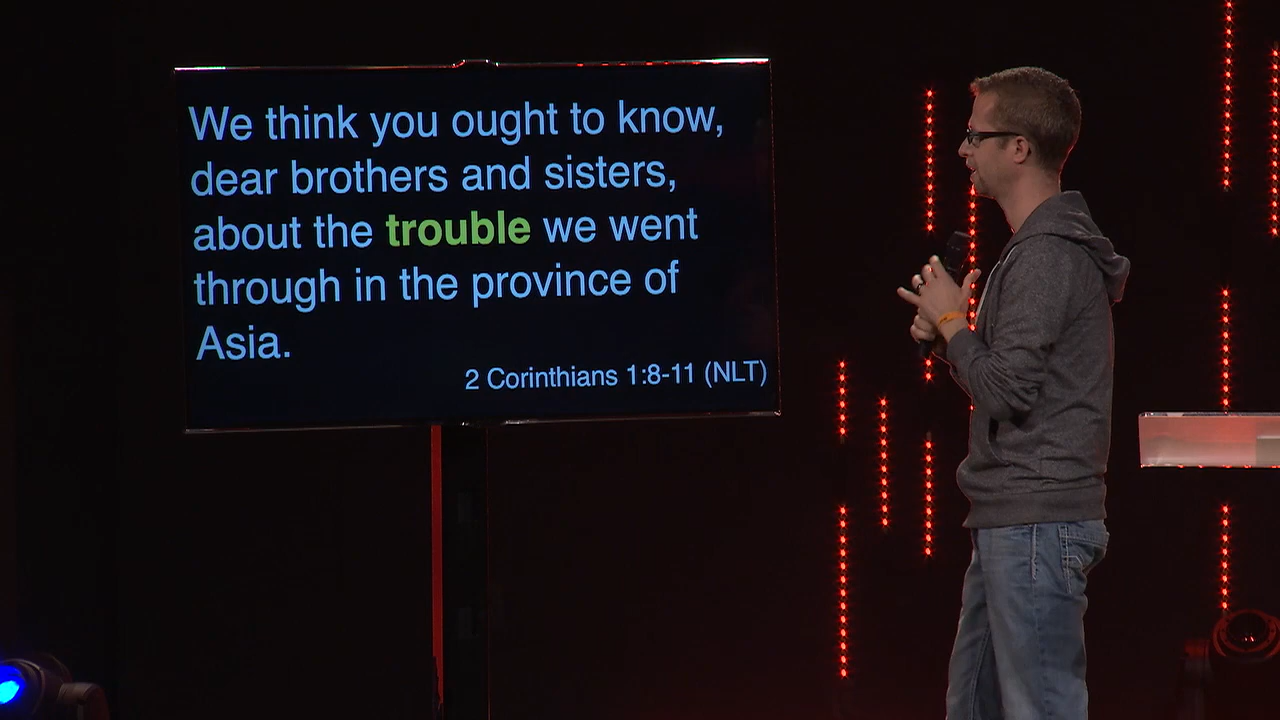 We think you ought to know,
dear brothers and sisters,
about the trouble we went
through in the province of
Asia.
2 Corinthians 1:8-11 (NLT)